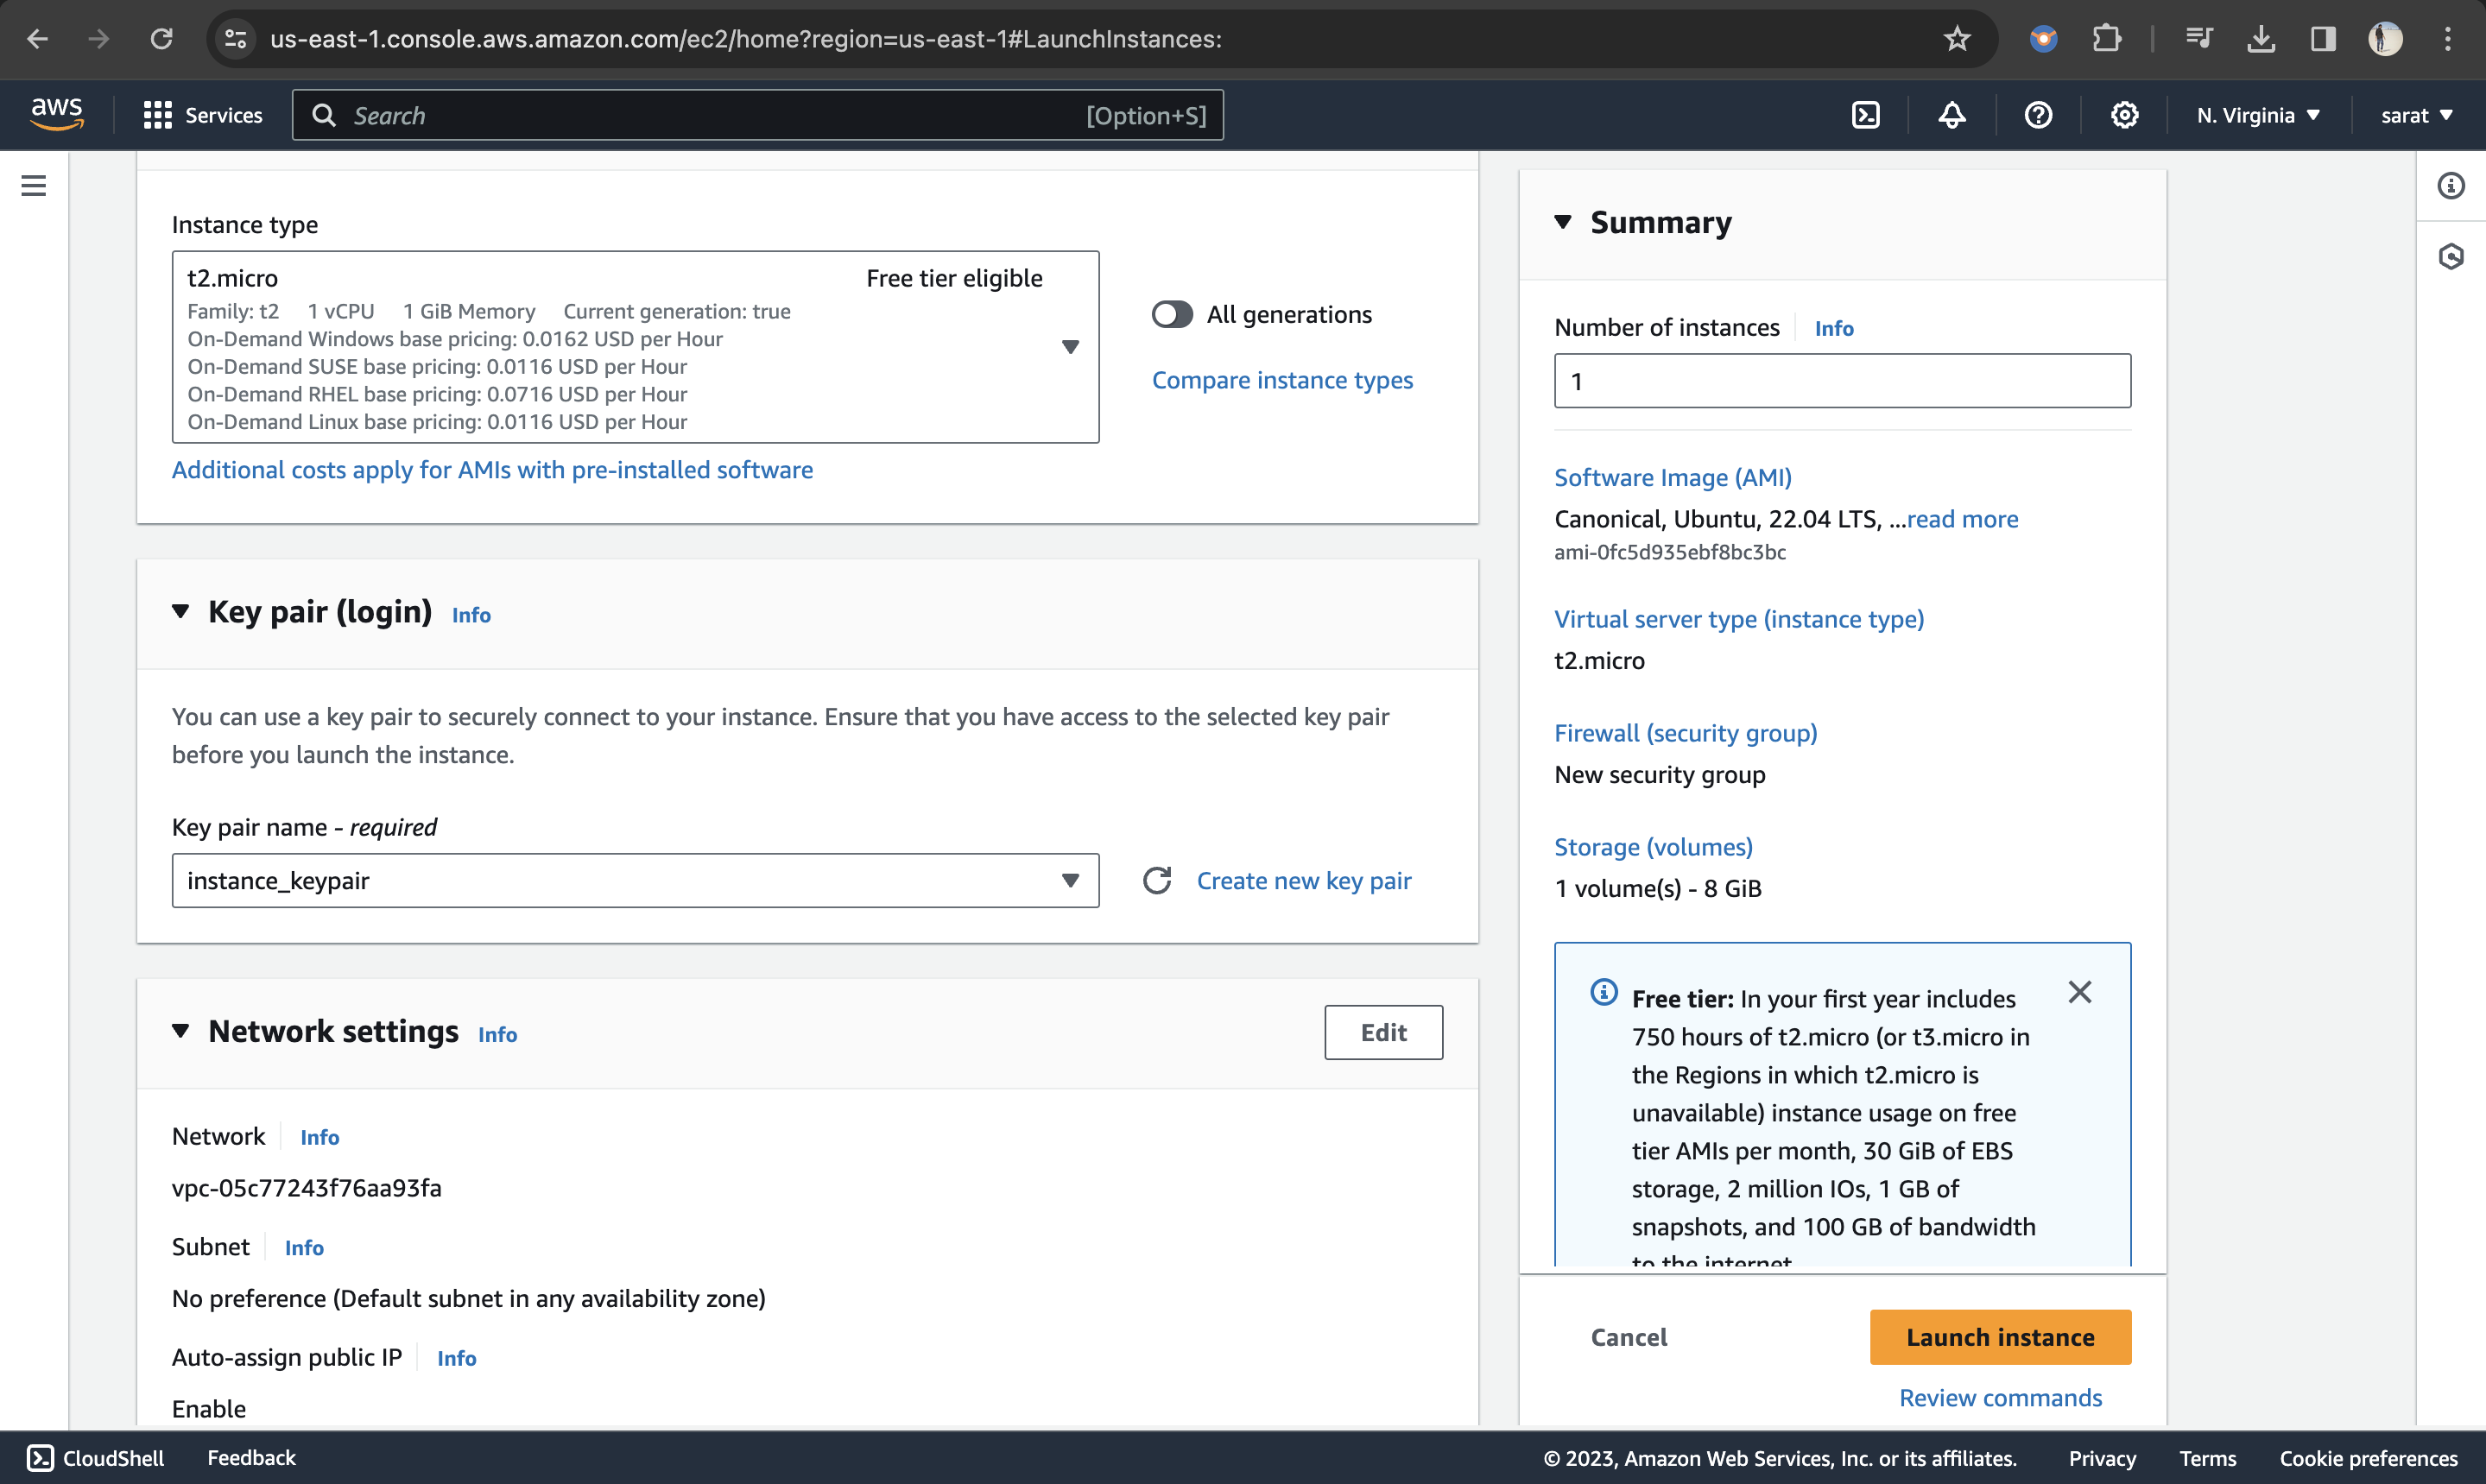 us-east-1.console.aws.amazon.com/ec2/home?region=us-east-1#LaunchInstances:
aws
Services
Search
[Option+S]
N. Virginia
sarat
Instance type
t2.micro
Free tier eligible
Family: t2 1 vCPU 1 GiB Memory Current generation: true
On-Demand Windows base pricing: 0.0162 USD per Hour
On-Demand SUSE base pricing: 0.0116 USD per Hour
On-Demand RHEL base pricing: 0.0716 USD per Hour
On-Demand Linux base pricing: 0.0116 USD per Hour
All generations
Compare instance types
Additional costs apply for AMIs with pre-installed software
Key pair (login) Info
You can use a key pair to securely connect to your instance. Ensure that you have access to the selected key pair
before you launch the instance.
Key pair name - required
instance_keypair
Create new key pair
Network settings Info
Edit
Network Info
vpc-05c77243f76aa93fa
Subnet Info
No preference (Default subnet in any availability zone)
Auto-assign public IP Info
Enable
Summary
Number of instances Info
1
Software Image (AMI)
Canonical, Ubuntu, 22.04 LTS, ...read more
ami-0fc5d935ebf8bc3bc
Virtual server type (instance type)
t2.micro
Firewall (security group)
New security group
Storage (volumes)
1 volume(s) - 8 GiB
Free tier: In your first year includes
750 hours of t2.micro (or t3.micro in
the Regions in which t2.micro is
unavailable) instance usage on free
tier AMIs per month, 30 GiB of EBS
storage, 2 million IOs, 1 GB of
snapshots, and 100 GB of bandwidth
to the internet
Cancel
Launch instance
Review commands
CloudShell
Feedback
© 2023, Amazon Web Services, Inc. or its affiliates.
Privacy
Terms
Cookie preferences